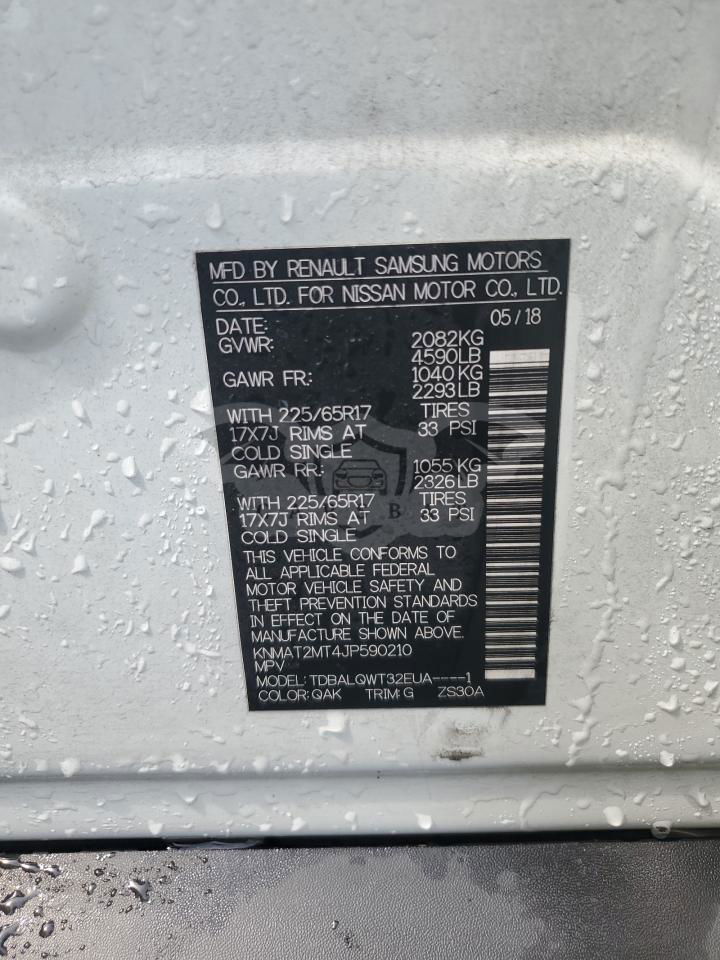 MFD BY RENAULT SAMSUNG MOTORS
CO., LTD. FOR NISSAN MOTOR CO., LTD.
DATE: 05/18
GVWR: 2082KG
4590LB
GAWR FR: 1040KG
2293LB
WITH 225/65R17 TIRES
17X7J RIMS AT 33 PSI
COLD SINGLE
GAWR RR: 1055KG
2326LB
WITH 225/65R17 TIRES
17X7J RIMS AT 33 PSI
COLD SINGLE
THIS VEHICLE CONFORMS TO
ALL APPLICABLE FEDERAL
MOTOR VEHICLE SAFETY AND
THEFT PREVENTION STANDARDS
IN EFFECT ON THE DATE OF
MANUFACTURE SHOWN ABOVE.
KNMAT2MT4JP590210
MPV
MODEL: TDBALQWT32EUA----1
COLOR: QAK TRIM: G ZS30A